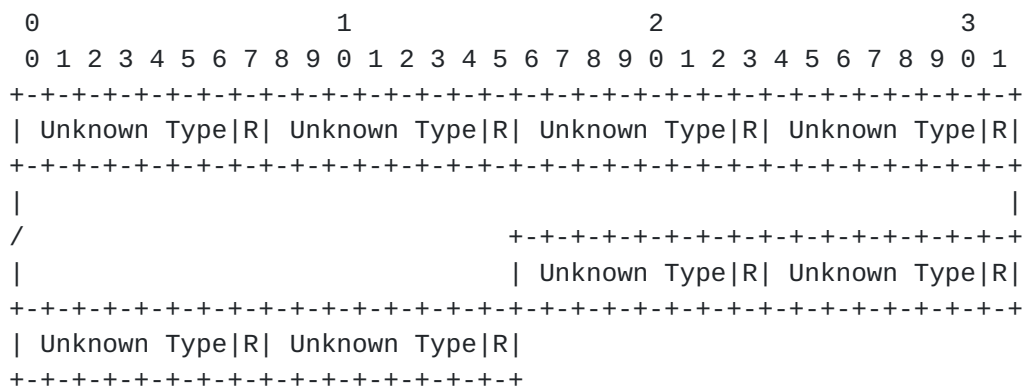 0                   1                   2                   3
 0 1 2 3 4 5 6 7 8 9 0 1 2 3 4 5 6 7 8 9 0 1 2 3 4 5 6 7 8 9 0 1
+-+-+-+-+-+-+-+-+-+-+-+-+-+-+-+-+-+-+-+-+-+-+-+-+-+-+-+-+-+-+-+-+
| Unknown Type|R| Unknown Type|R| Unknown Type|R| Unknown Type|R|
+-+-+-+-+-+-+-+-+-+-+-+-+-+-+-+-+-+-+-+-+-+-+-+-+-+-+-+-+-+-+-+-+
|                                                               |
/                               +-+-+-+-+-+-+-+-+-+-+-+-+-+-+-+-+
|                               | Unknown Type|R| Unknown Type|R|
+-+-+-+-+-+-+-+-+-+-+-+-+-+-+-+-+-+-+-+-+-+-+-+-+-+-+-+-+-+-+-+-+
| Unknown Type|R| Unknown Type|R|
+-+-+-+-+-+-+-+-+-+-+-+-+-+-+-+-+